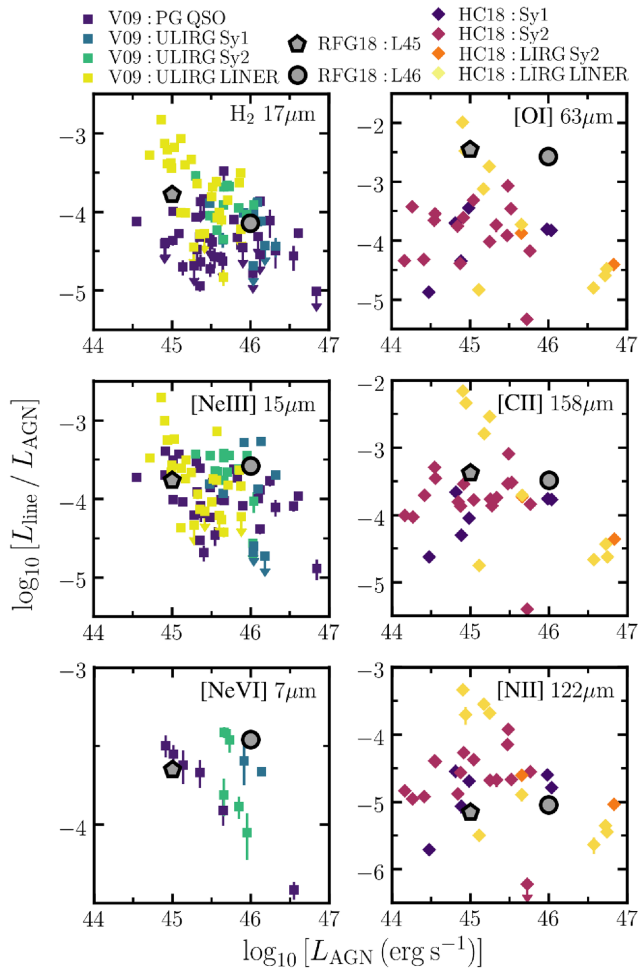 V09 : PG QSO
V09 : ULIRG Sy1
V09 : ULIRG Sy2
V09 : ULIRG LINER
RFG18 : L45
RFG18 : L46
HC18 : Sy1
HC18 : Sy2
HC18 : LIRG Sy2
HC18 : LIRG LINER
H₂ 17μm
−3
−4
−5
44 45 46 47
[OI] 63μm
−2
−3
−4
−5
44 45 46 47
[NeIII] 15μm
−3
−4
−5
44 45 46 47
[CII] 158μm
−2
−3
−4
−5
44 45 46 47
[NeVI] 7μm
−3
−4
44 45 46 47
[NII] 122μm
−3
−4
−5
−6
44 45 46 47
log₁₀ [L_line / L_AGN]
log₁₀ [L_AGN (erg s⁻¹)]